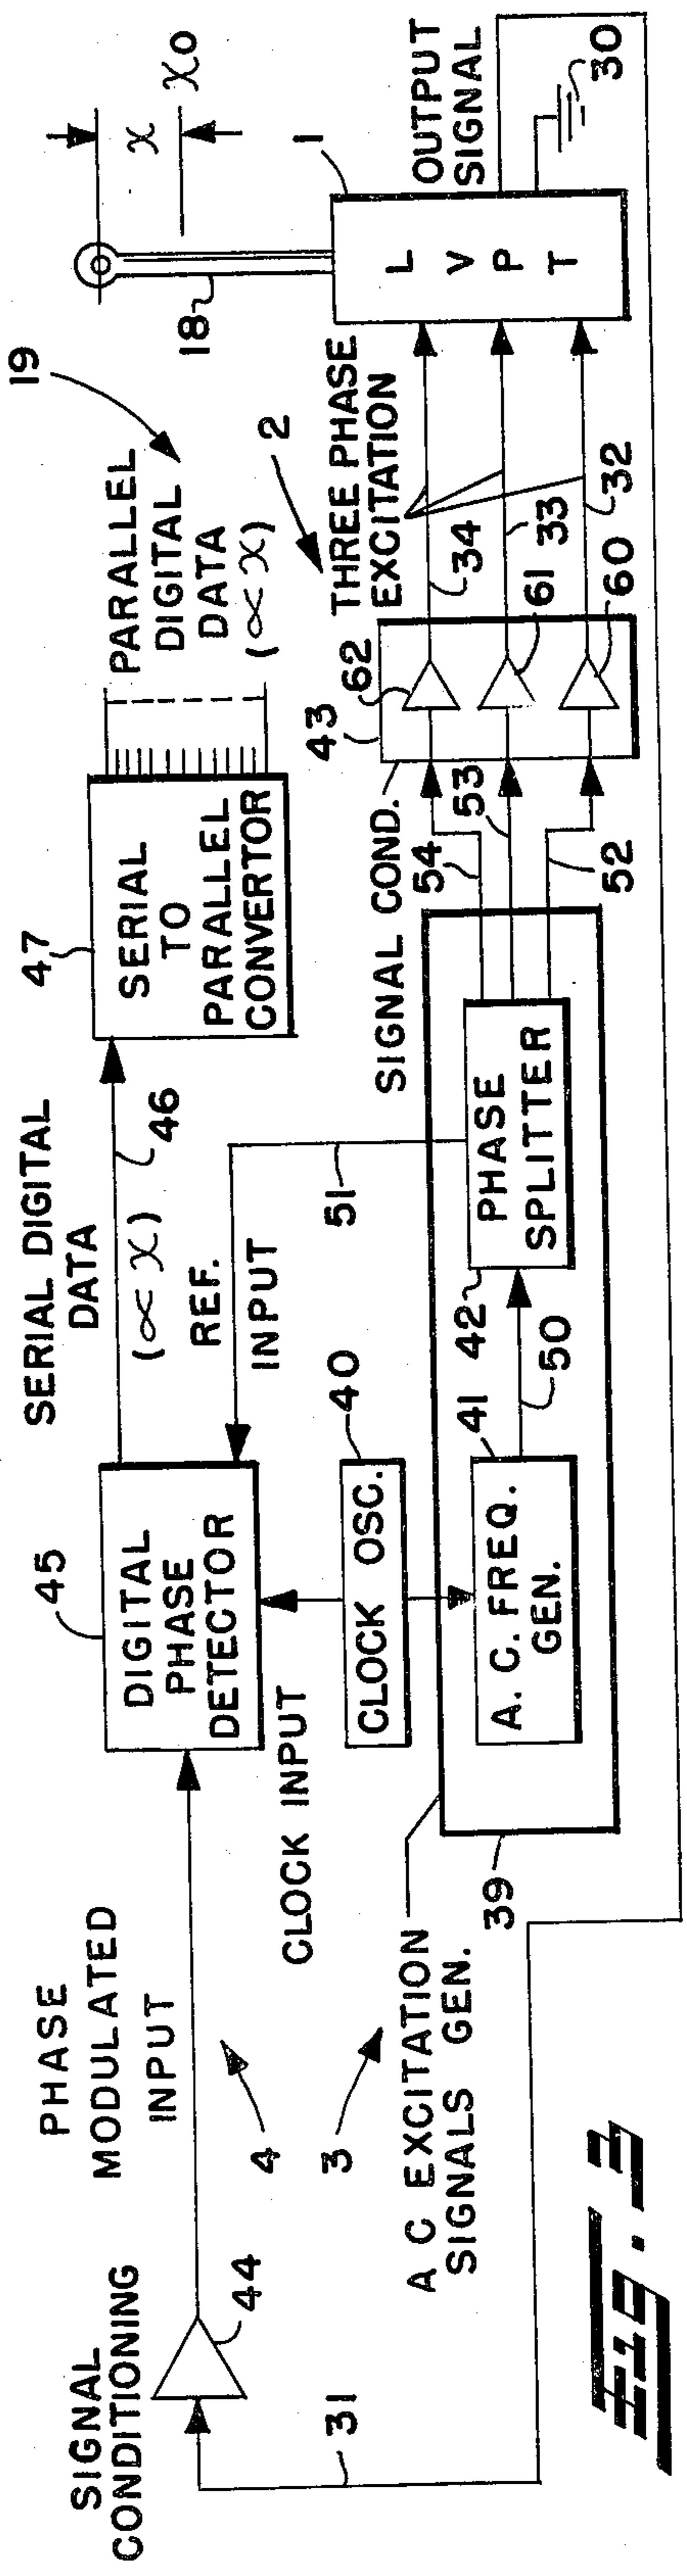 SIGNAL
CONDITIONING
44
31
PHASE
MODULATED
INPUT
4
3
A C EXCITATION
SIGNALS GEN.
39
CLOCK INPUT
45
DIGITAL
PHASE
DETECTOR
CLOCK OSC.
40
A. C. FREQ.
GEN.
41
50
42
PHASE
SPLITTER
SERIAL DIGITAL
DATA
(∝ X)
46
REF.
INPUT
51
47
SERIAL
TO
PARALLEL
CONVERTOR
PARALLEL
DIGITAL
DATA
(∝ X)
19
SIGNAL COND.
54
53
52
43
62
61
60
2
THREE PHASE
EXCITATION
34
33
32
18
X
X0
1
L
V
P
T
OUTPUT
SIGNAL
30
Fig. 3